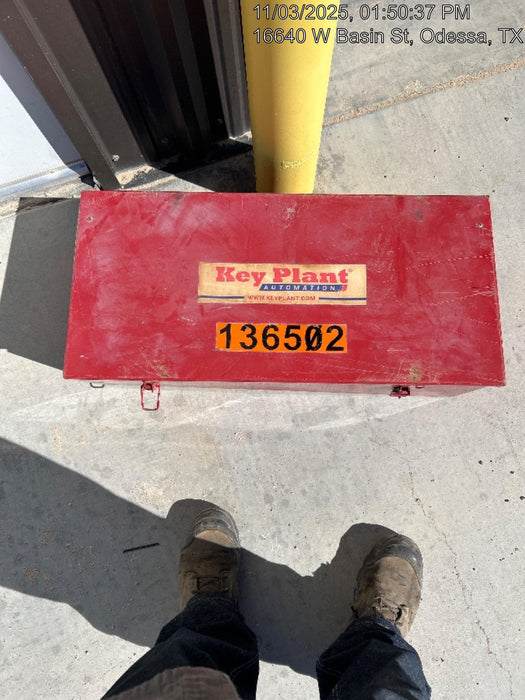 11/03/2025, 01:50:37 PM
16640 W Basin St, Odessa, TX
Key Plant
AUTOMATION
WWW.KEYPLANT.COM
136502